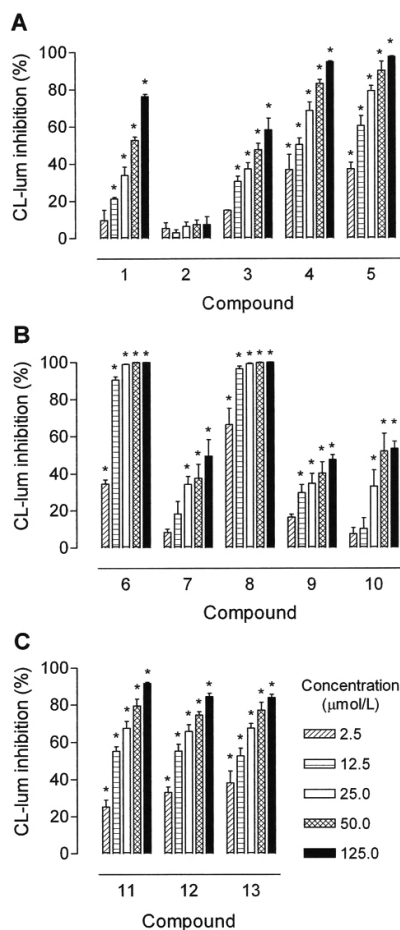 A
CL-lum inhibition (%)
100
80
60
40
20
0
* * * * * * * * * * * * * * * * * *
1 2 3 4 5
Compound
B
CL-lum inhibition (%)
100
80
60
40
20
0
* * * * * * * * * * * * * * * * * * * * *
6 7 8 9 10
Compound
C
CL-lum inhibition (%)
100
80
60
40
20
0
* * * * * * * * * * * * * * *
11 12 13
Compound
Concentration
(μmol/L)
2.5
12.5
25.0
50.0
125.0